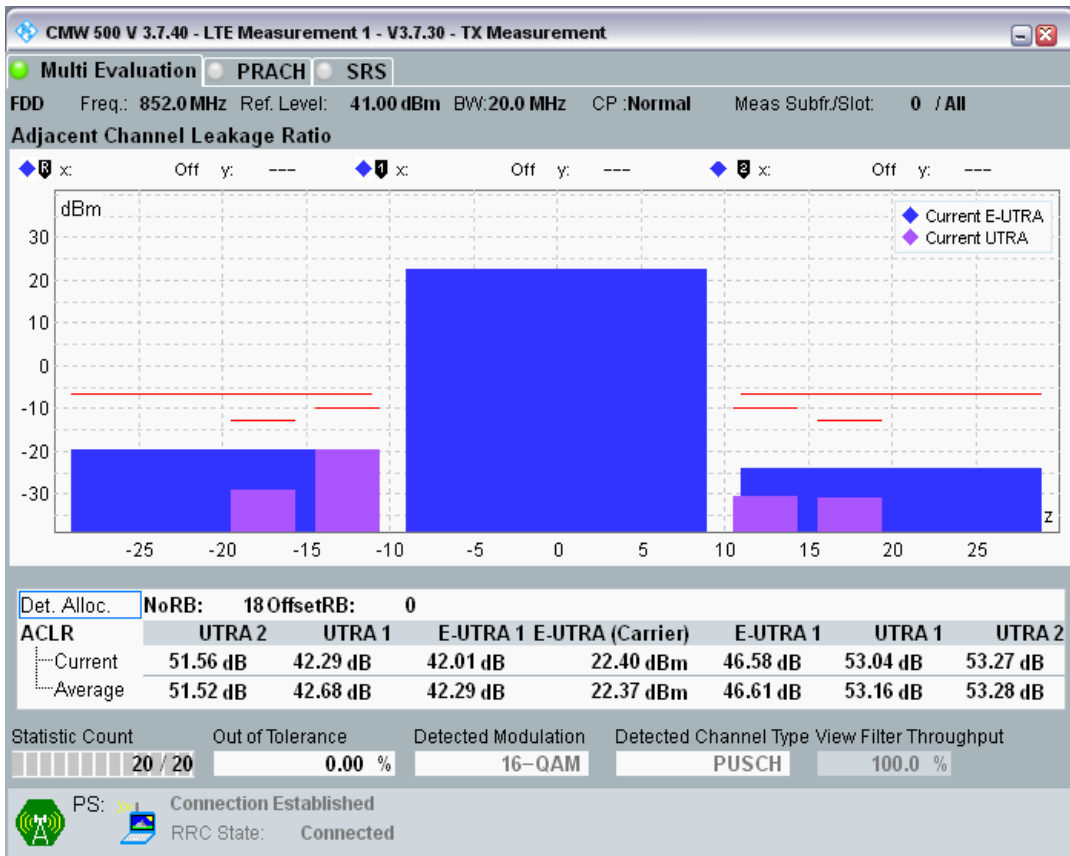 CMW 500 V 3.7.40 - LTE Measurement 1 - V3.7.30 - TX Measurement
Multi Evaluation PRACH SRS
FDD Freq.: 852.0 MHz Ref. Level: 41.00 dBm BW:20.0 MHz CP :Normal Meas Subfr./Slot: 0 / All
Adjacent Channel Leakage Ratio
R x: Off y: --- 1 x: Off y: --- 2 x: Off y: ---
dBm
Current E-UTRA
Current UTRA
30
20
10
0
-10
-20
-30
z
-25 -20 -15 -10 -5 0 5 10 15 20 25
Det. Alloc. NoRB: 18 OffsetRB: 0
ACLR UTRA 2 UTRA 1 E-UTRA 1 E-UTRA (Carrier) E-UTRA 1 UTRA 1 UTRA 2
Current 51.56 dB 42.29 dB 42.01 dB 22.40 dBm 46.58 dB 53.04 dB 53.27 dB
Average 51.52 dB 42.68 dB 42.29 dB 22.37 dBm 46.61 dB 53.16 dB 53.28 dB
Statistic Count Out of Tolerance Detected Modulation Detected Channel Type View Filter Throughput
20 / 20 0.00 % 16-QAM PUSCH 100.0 %
PS: Connection Established
RRC State: Connected